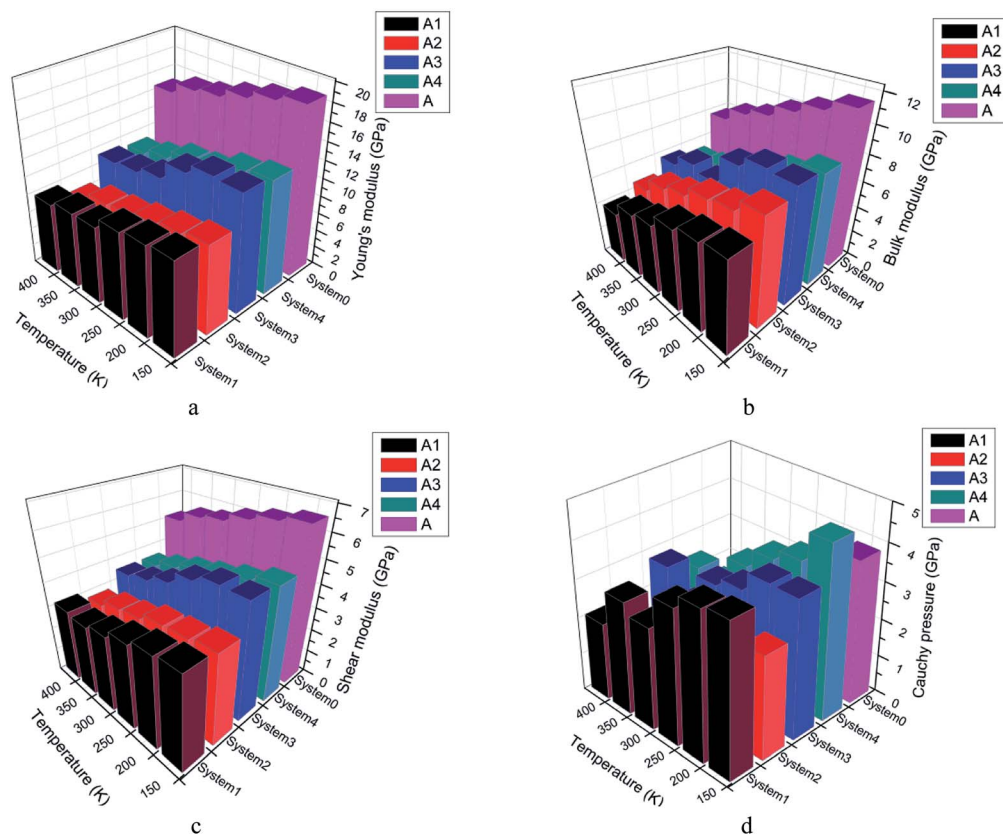 A1
A2
A3
A4
A
20
18
16
14
12
10
8
6
4
2
0
Young's modulus (GPa)
400
350
300
250
200
150
Temperature (K)
System0
System4
System3
System2
System1
a
A1
A2
A3
A4
A
12
10
8
6
4
2
0
Bulk modulus (GPa)
400
350
300
250
200
150
Temperature (K)
System0
System4
System3
System2
System1
b
A1
A2
A3
A4
A
7
6
5
4
3
2
1
0
Shear modulus (GPa)
400
350
300
250
200
150
Temperature (K)
System0
System4
System3
System2
System1
c
A1
A2
A3
A4
A
5
4
3
2
1
0
Cauchy pressure (GPa)
400
350
300
250
200
150
Temperature (K)
System0
System4
System3
System2
System1
d